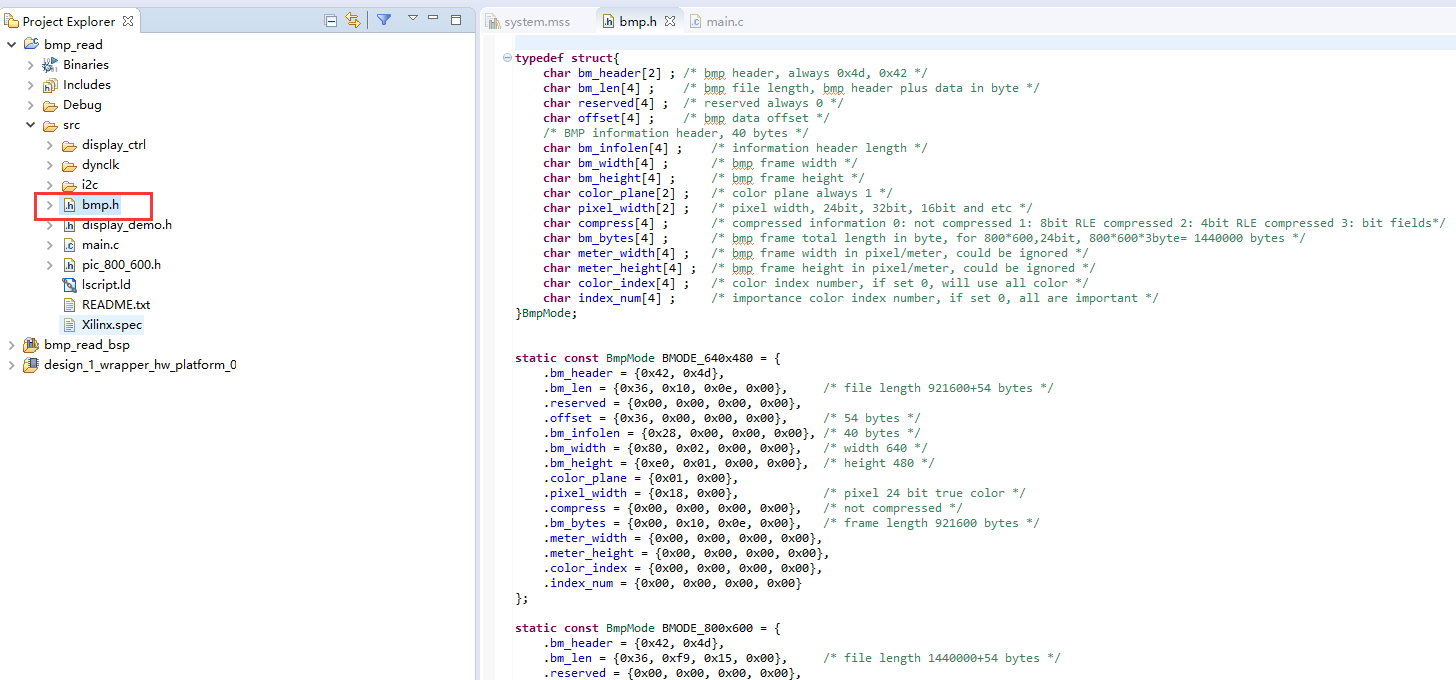 Project Explorer
bmp_read
Binaries
Includes
Debug
src
display_ctrl
dynclk
i2c
bmp.h
display_demo.h
main.c
pic_800_600.h
lscript.ld
README.txt
Xilinx.spec
bmp_read_bsp
design_1_wrapper_hw_platform_0
system.mss bmp.h main.c
typedef struct{
    char bm_header[2] ; /* bmp header, always 0x4d, 0x42 */
    char bm_len[4] ;    /* bmp file length, bmp header plus data in byte */
    char reserved[4] ;  /* reserved always 0 */
    char offset[4] ;    /* bmp data offset */
    /* BMP information header, 40 bytes */
    char bm_infolen[4] ;    /* information header length */
    char bm_width[4] ;      /* bmp frame width */
    char bm_height[4] ;     /* bmp frame height */
    char color_plane[2] ;   /* color plane always 1 */
    char pixel_width[2] ;   /* pixel width, 24bit, 32bit, 16bit and etc */
    char compress[4] ;      /* compressed information 0: not compressed 1: 8bit RLE compressed 2: 4bit RLE compressed 3: bit fields*/
    char bm_bytes[4] ;      /* bmp frame total length in byte, for 800*600,24bit, 800*600*3byte= 1440000 bytes */
    char meter_width[4] ;   /* bmp frame width in pixel/meter, could be ignored */
    char meter_height[4] ;  /* bmp frame height in pixel/meter, could be ignored */
    char color_index[4] ;   /* color index number, if set 0, will use all color */
    char index_num[4] ;     /* importance color index number, if set 0, all are important */
}BmpMode;
static const BmpMode BMODE_640x480 = {
    .bm_header = {0x42, 0x4d},
    .bm_len = {0x36, 0x10, 0x0e, 0x00},     /* file length 921600+54 bytes */
    .reserved = {0x00, 0x00, 0x00, 0x00},
    .offset = {0x36, 0x00, 0x00, 0x00},     /* 54 bytes */
    .bm_infolen = {0x28, 0x00, 0x00, 0x00}, /* 40 bytes */
    .bm_width = {0x80, 0x02, 0x00, 0x00},   /* width 640 */
    .bm_height = {0xe0, 0x01, 0x00, 0x00},  /* height 480 */
    .color_plane = {0x01, 0x00},
    .pixel_width = {0x18, 0x00},            /* pixel 24 bit true color */
    .compress = {0x00, 0x00, 0x00, 0x00},   /* not compressed */
    .bm_bytes = {0x00, 0x10, 0x0e, 0x00},   /* frame length 921600 bytes */
    .meter_width = {0x00, 0x00, 0x00, 0x00},
    .meter_height = {0x00, 0x00, 0x00, 0x00},
    .color_index = {0x00, 0x00, 0x00, 0x00},
    .index_num = {0x00, 0x00, 0x00, 0x00}
};
static const BmpMode BMODE_800x600 = {
    .bm_header = {0x42, 0x4d},
    .bm_len = {0x36, 0xf9, 0x15, 0x00},     /* file length 1440000+54 bytes */
    .reserved = {0x00, 0x00, 0x00, 0x00},